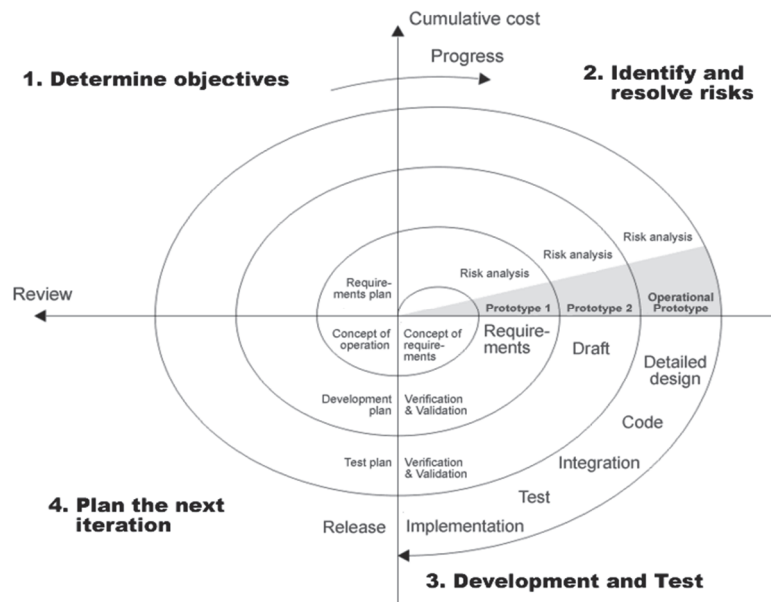 Cumulative cost
Progress
1. Determine objectives
2. Identify and
resolve risks
Risk analysis
Risk analysis
Risk analysis
Require-
ments plan
Review
Prototype 1
Prototype 2
Operational
Prototype
Concept of
operation
Concept of
require-
ments
Require-
ments
Draft
Detailed
design
Development
plan
Verification
& Validation
Code
Test plan
Verification
& Validation
Integration
Test
4. Plan the next
iteration
Release
Implementation
3. Development and Test